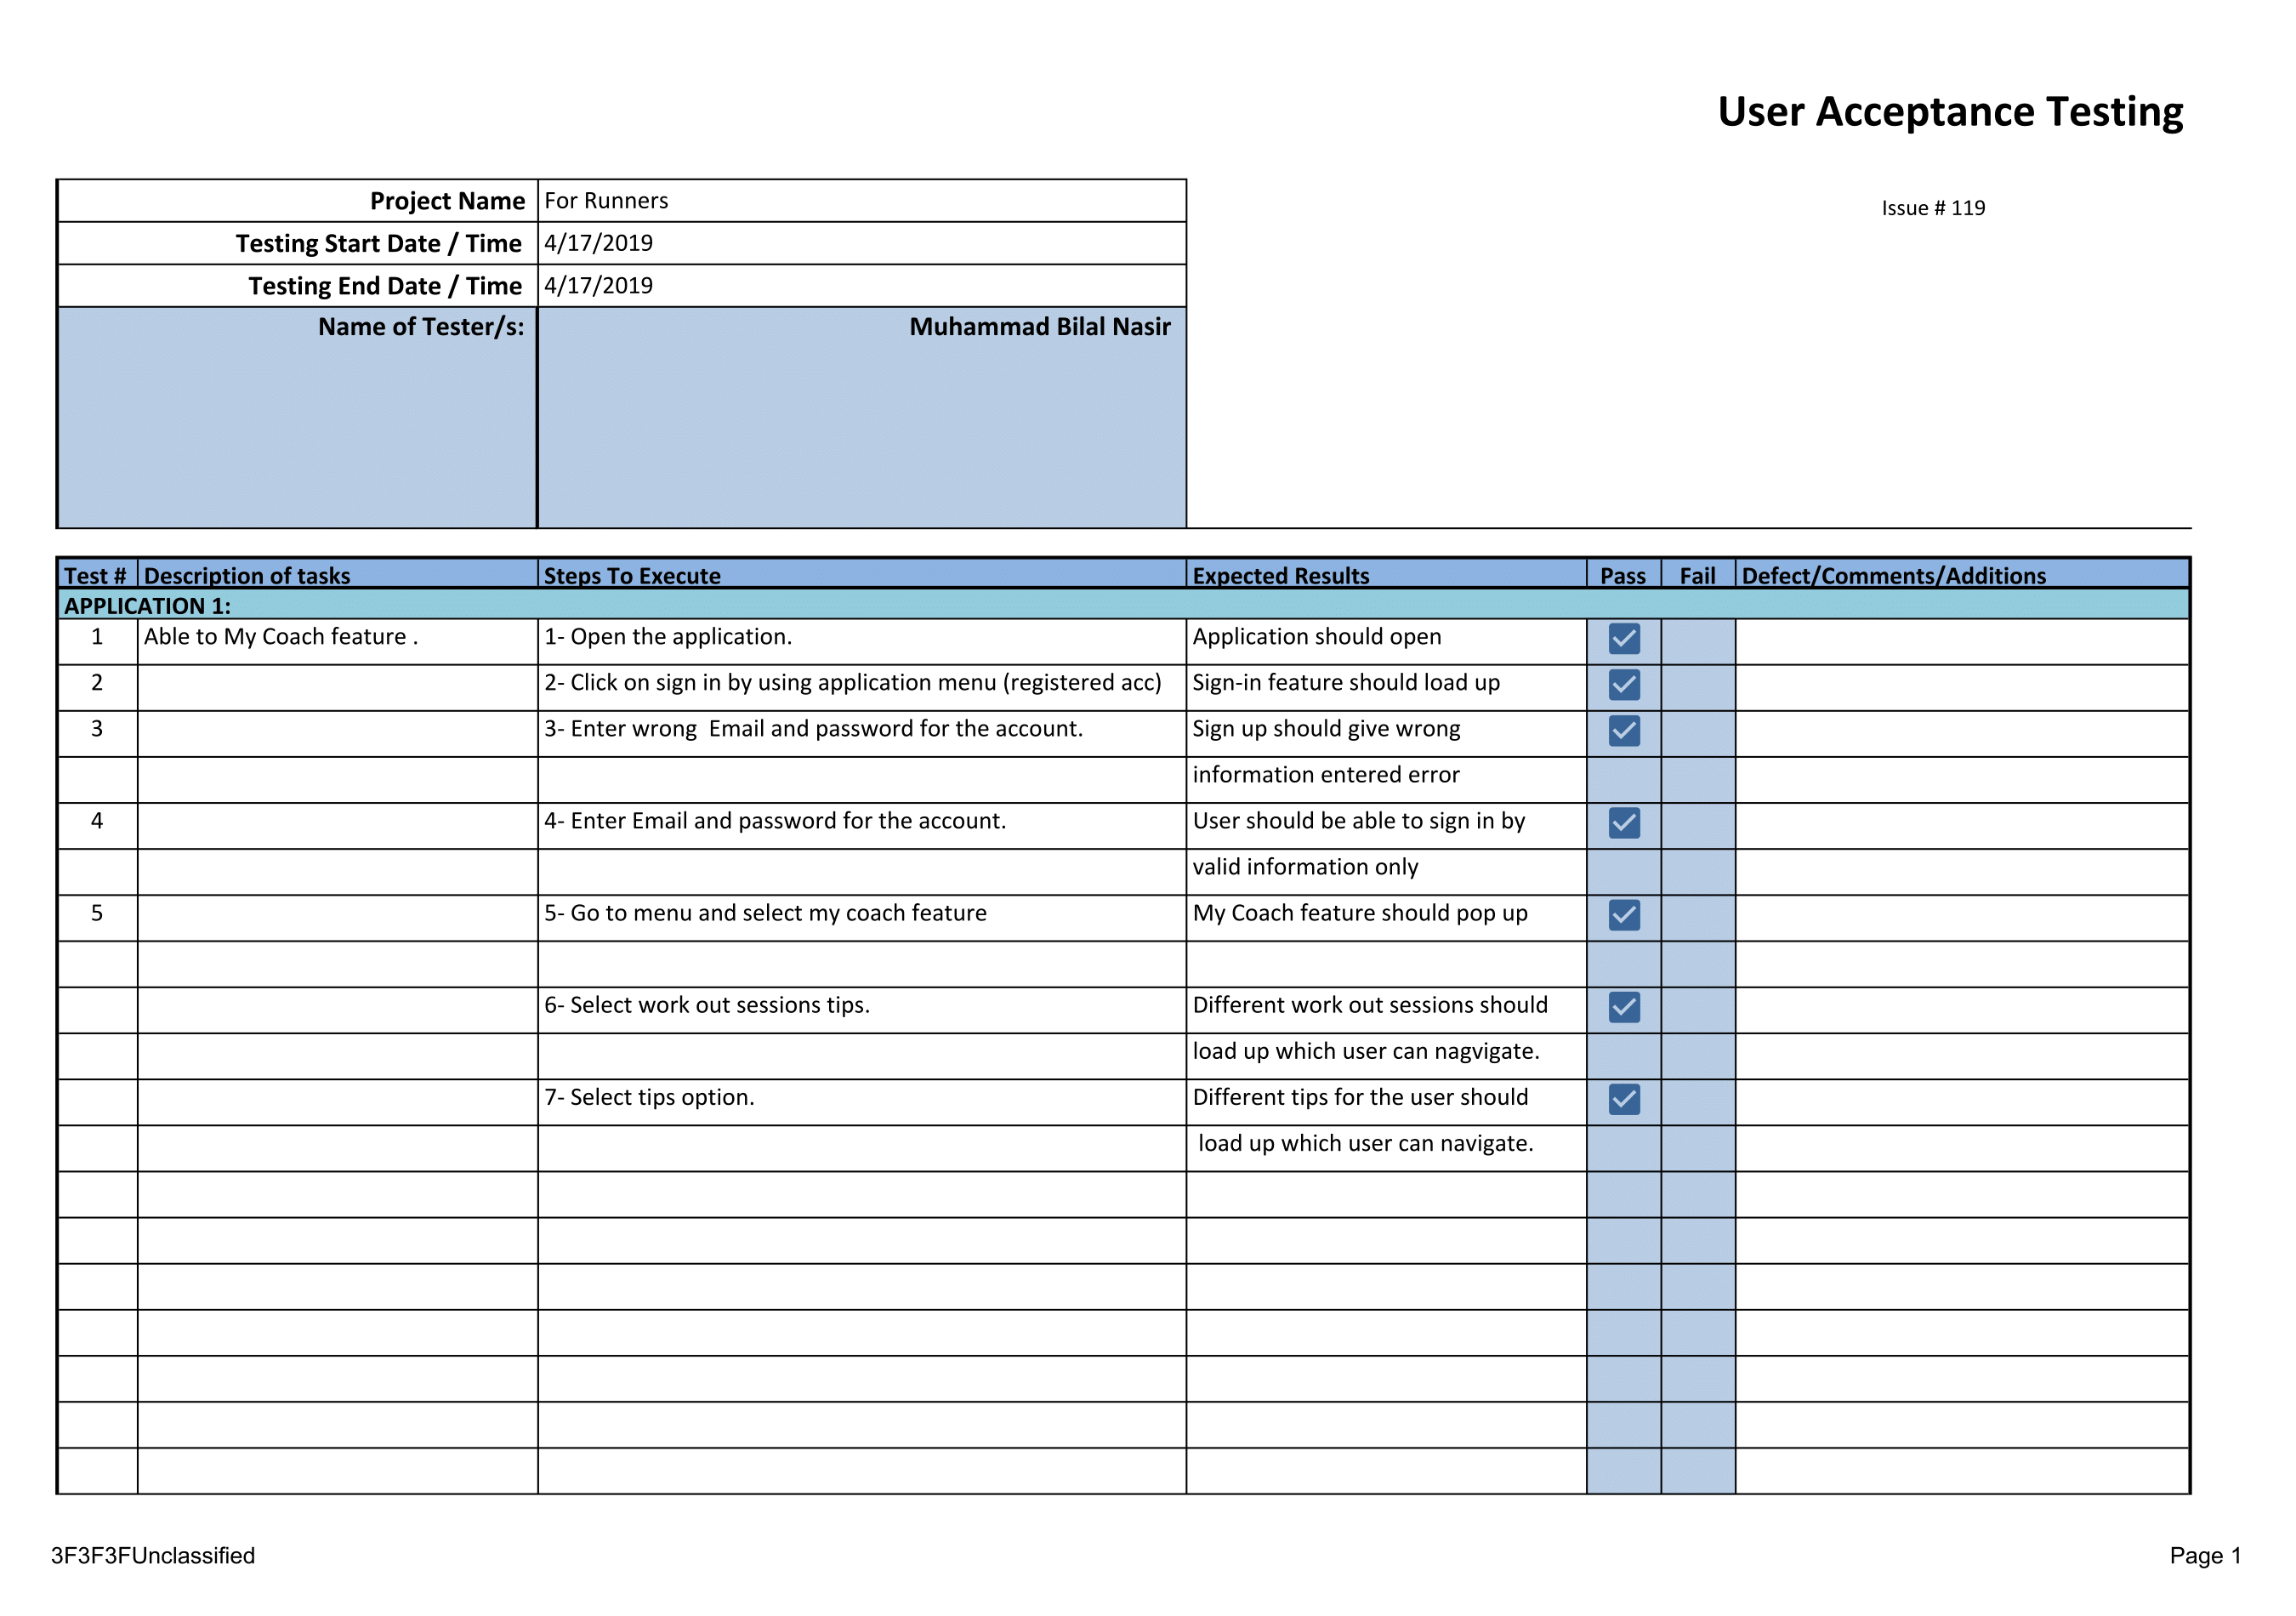 User Acceptance Testing
Project Name For Runners
Issue # 119
Testing Start Date / Time 4/17/2019
Testing End Date / Time 4/17/2019
Name of Tester/s: Muhammad Bilal Nasir
Test # Description of tasks Steps To Execute Expected Results Pass Fail Defect/Comments/Additions
APPLICATION 1:
1 Able to My Coach feature . 1- Open the application. Application should open
2 2- Click on sign in by using application menu (registered acc) Sign-in feature should load up
3 3- Enter wrong  Email and password for the account. Sign up should give wrong
information entered error
4 4- Enter Email and password for the account. User should be able to sign in by
valid information only
5 5- Go to menu and select my coach feature My Coach feature should pop up
6- Select work out sessions tips. Different work out sessions should
load up which user can nagvigate.
7- Select tips option. Different tips for the user should
load up which user can navigate.
3F3F3FUnclassified Page 1